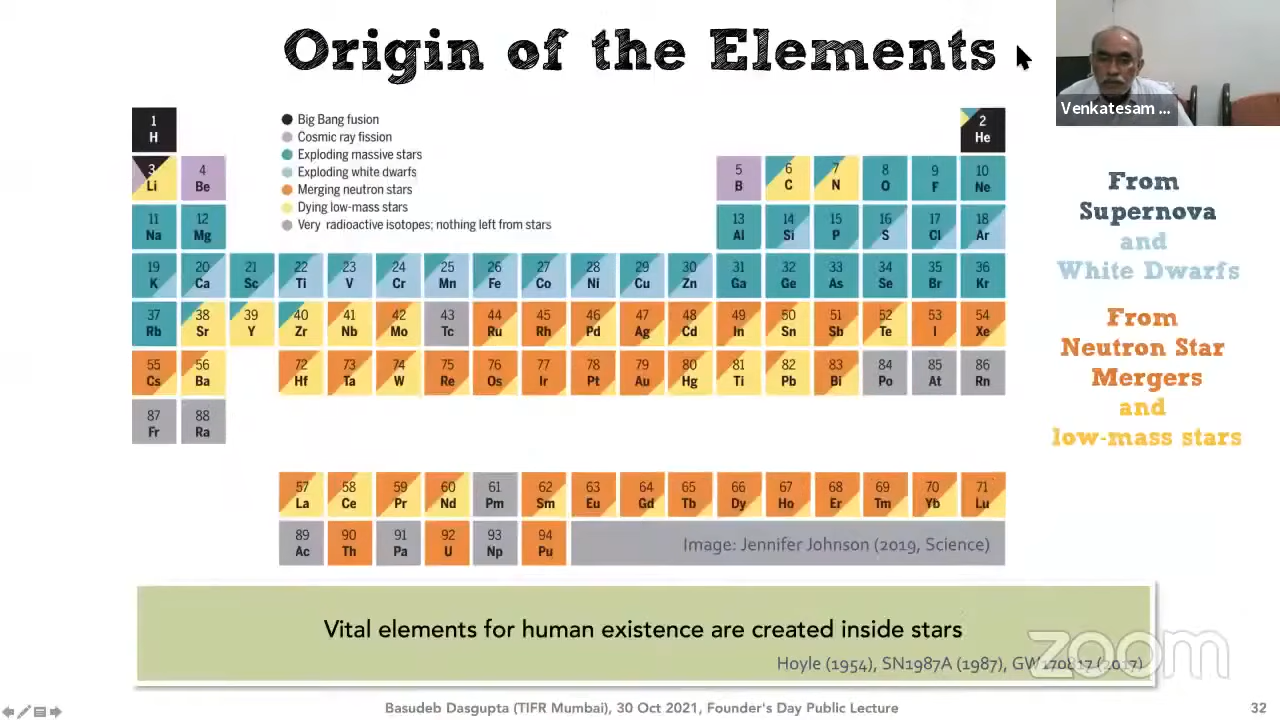 Origin of the Elements
Venkatesam ...
Big Bang fusion
Cosmic ray fission
Exploding massive stars
Exploding white dwarfs
Merging neutron stars
Dying low-mass stars
Very radioactive isotopes; nothing left from stars
1 2
H He
3 4 5 6 7 8 9 10
Li Be B C N O F Ne
11 12 13 14 15 16 17 18
Na Mg Al Si P S Cl Ar
19 20 21 22 23 24 25 26 27 28 29 30 31 32 33 34 35 36
K Ca Sc Ti V Cr Mn Fe Co Ni Cu Zn Ga Ge As Se Br Kr
37 38 39 40 41 42 43 44 45 46 47 48 49 50 51 52 53 54
Rb Sr Y Zr Nb Mo Tc Ru Rh Pd Ag Cd In Sn Sb Te I Xe
55 56 72 73 74 75 76 77 78 79 80 81 82 83 84 85 86
Cs Ba Hf Ta W Re Os Ir Pt Au Hg Ti Pb Bi Po At Rn
87 88
Fr Ra
57 58 59 60 61 62 63 64 65 66 67 68 69 70 71
La Ce Pr Nd Pm Sm Eu Gd Tb Dy Ho Er Tm Yb Lu
89 90 91 92 93 94
Ac Th Pa U Np Pu
Image: Jennifer Johnson (2019, Science)
From
Supernova
and
White Dwarfs
From
Neutron Star
Mergers
and
low-mass stars
Vital elements for human existence are created inside stars
Hoyle (1954), SN1987A (1987), GW170817 (2017)
zoom
Basudeb Dasgupta (TIFR Mumbai), 30 Oct 2021, Founder's Day Public Lecture
32